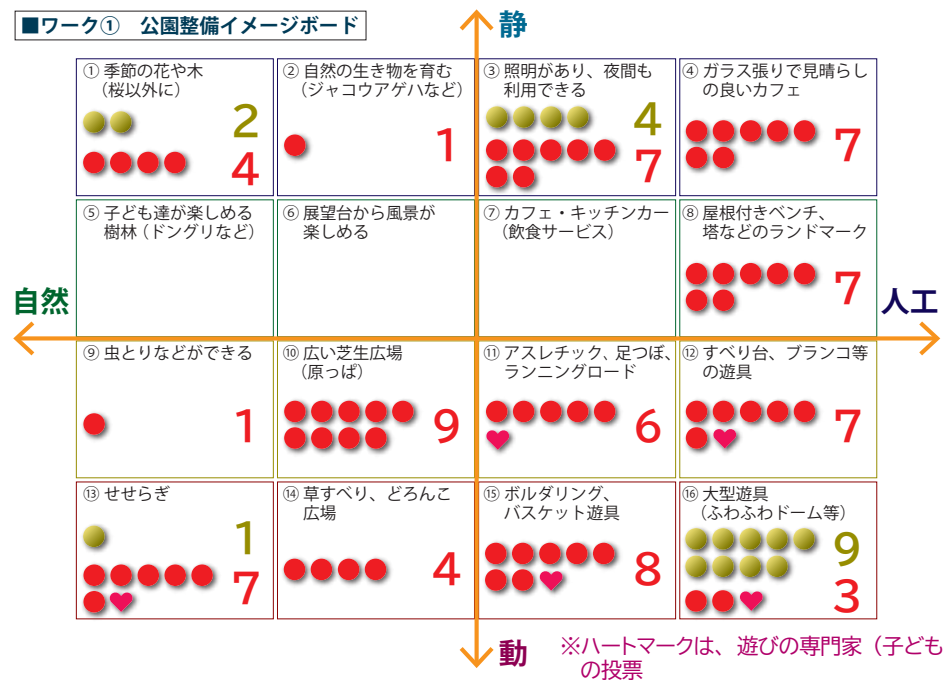 ■ワーク① 公園整備イメージボード
静
① 季節の花や木
（桜以外に）
2
4
② 自然の生き物を育む
（ジャコウアゲハなど）
1
③ 照明があり、夜間も
利用できる
4
7
④ ガラス張りで見晴らし
の良いカフェ
7
⑤ 子ども達が楽しめる
樹林（ドングリなど）
⑥ 展望台から風景が
楽しめる
⑦ カフェ・キッチンカー
（飲食サービス）
⑧ 屋根付きベンチ、
塔などのランドマーク
7
自然
人工
⑨ 虫とりなどができる
1
⑩ 広い芝生広場
（原っぱ）
9
⑪ アスレチック、足つぼ、
ランニングロード
6
⑫ すべり台、ブランコ等
の遊具
7
⑬ せせらぎ
1
7
⑭ 草すべり、どろんこ
広場
4
⑮ ボルダリング、
バスケット遊具
8
⑯ 大型遊具
（ふわふわドーム等）
9
3
動
※ハートマークは、遊びの専門家（子ども
の投票